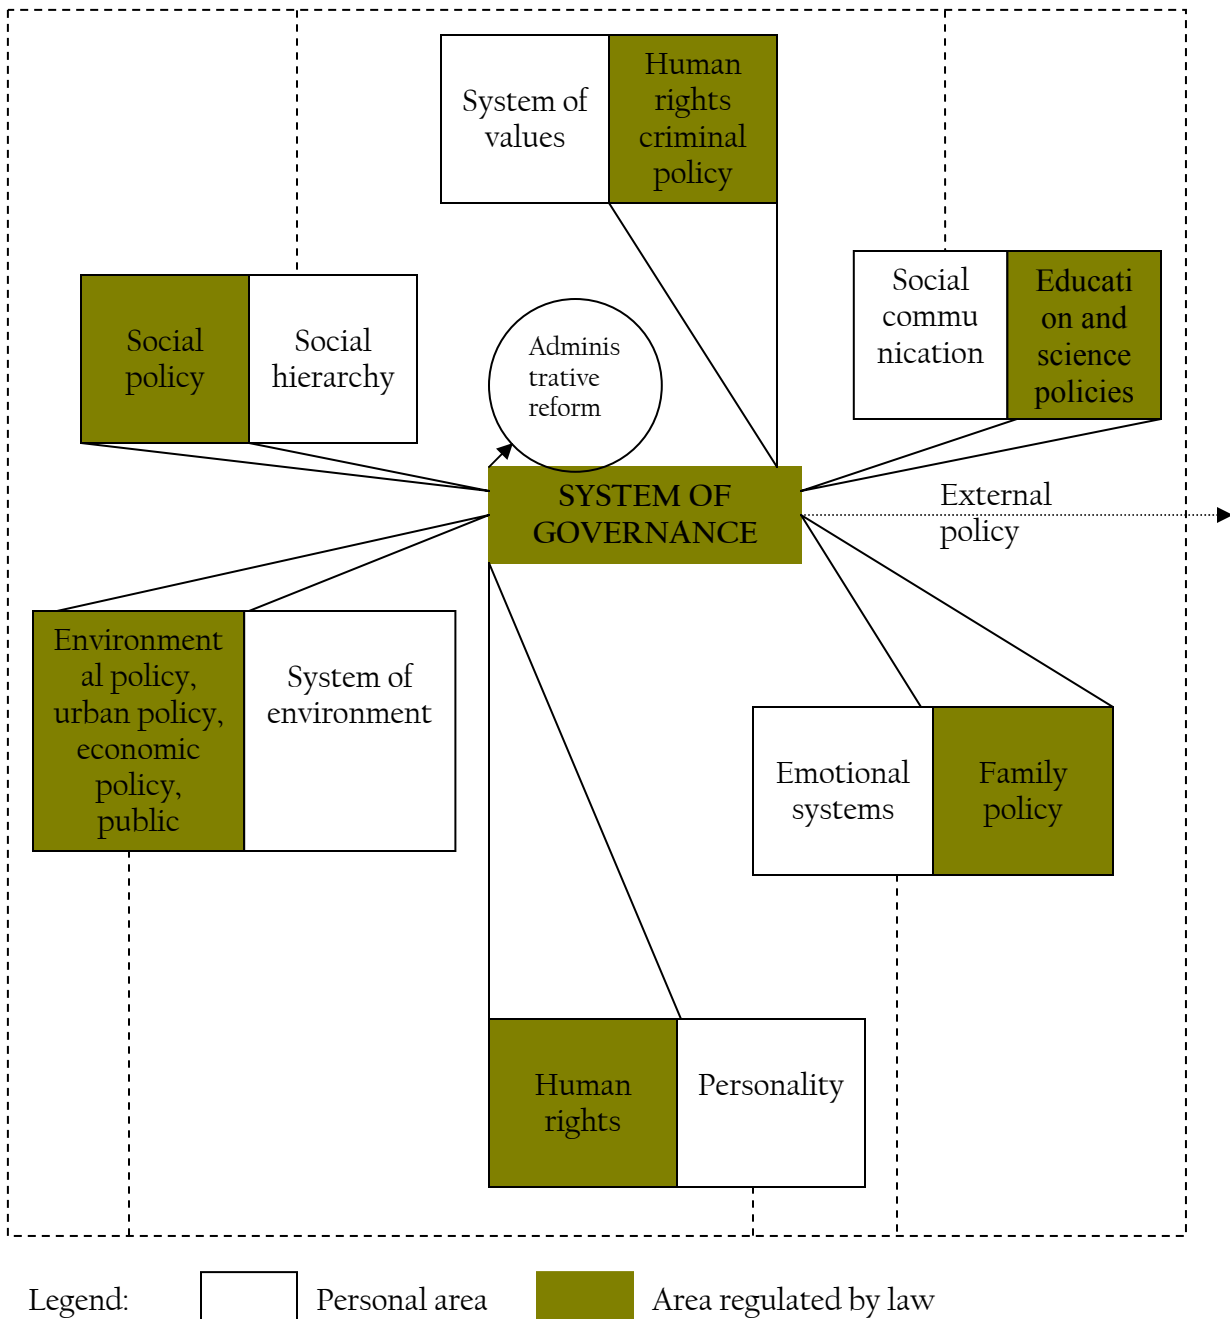 System of
values
Human
rights
criminal
policy
Social
policy
Social
hierarchy
Adminis
trative
reform
Social
commu
nication
Educati
on and
science
policies
SYSTEM OF
GOVERNANCE
External
policy
Environment
al policy,
urban policy,
economic
policy,
public
System of
environment
Emotional
systems
Family
policy
Human
rights
Personality
Legend:
Personal area
Area regulated by law